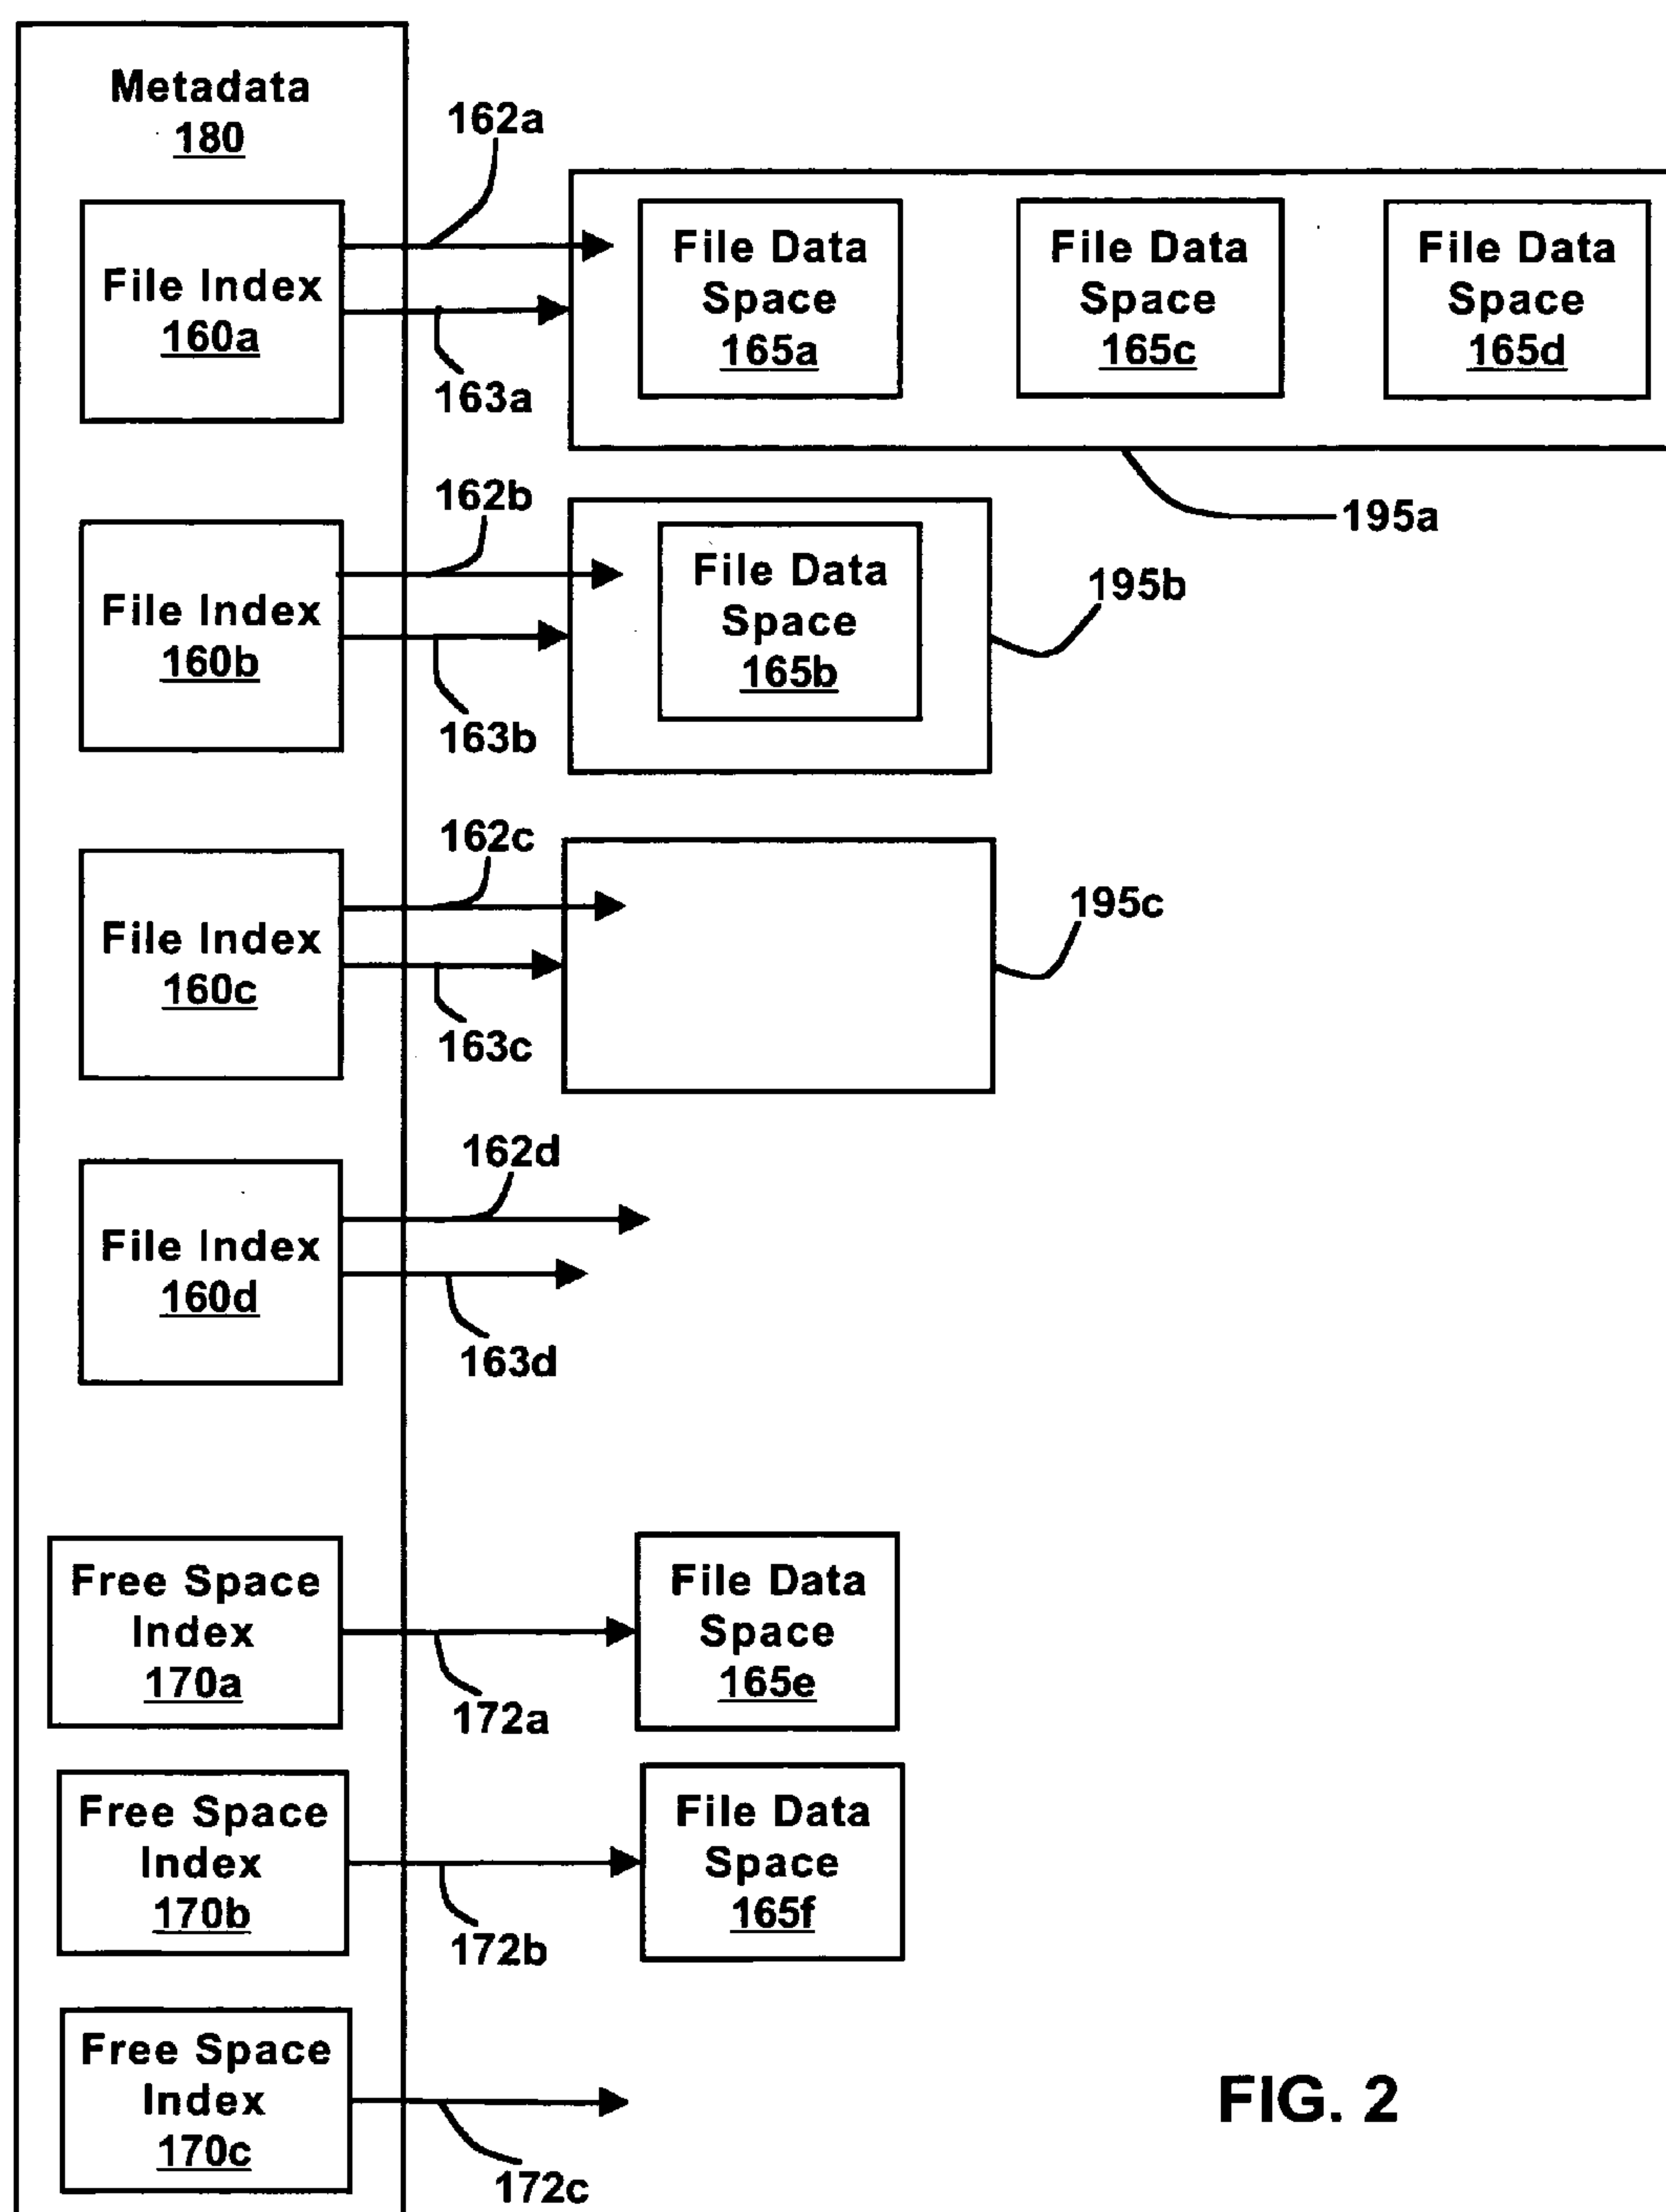 Metadata
180
162a
File Index
160a
163a
File Data
Space
165a
File Data
Space
165c
File Data
Space
165d
195a
162b
File Index
160b
163b
File Data
Space
165b
195b
162c
File Index
160c
163c
195c
162d
File Index
160d
163d
Free Space
Index
170a
172a
File Data
Space
165e
Free Space
Index
170b
172b
File Data
Space
165f
Free Space
Index
170c
172c
FIG. 2